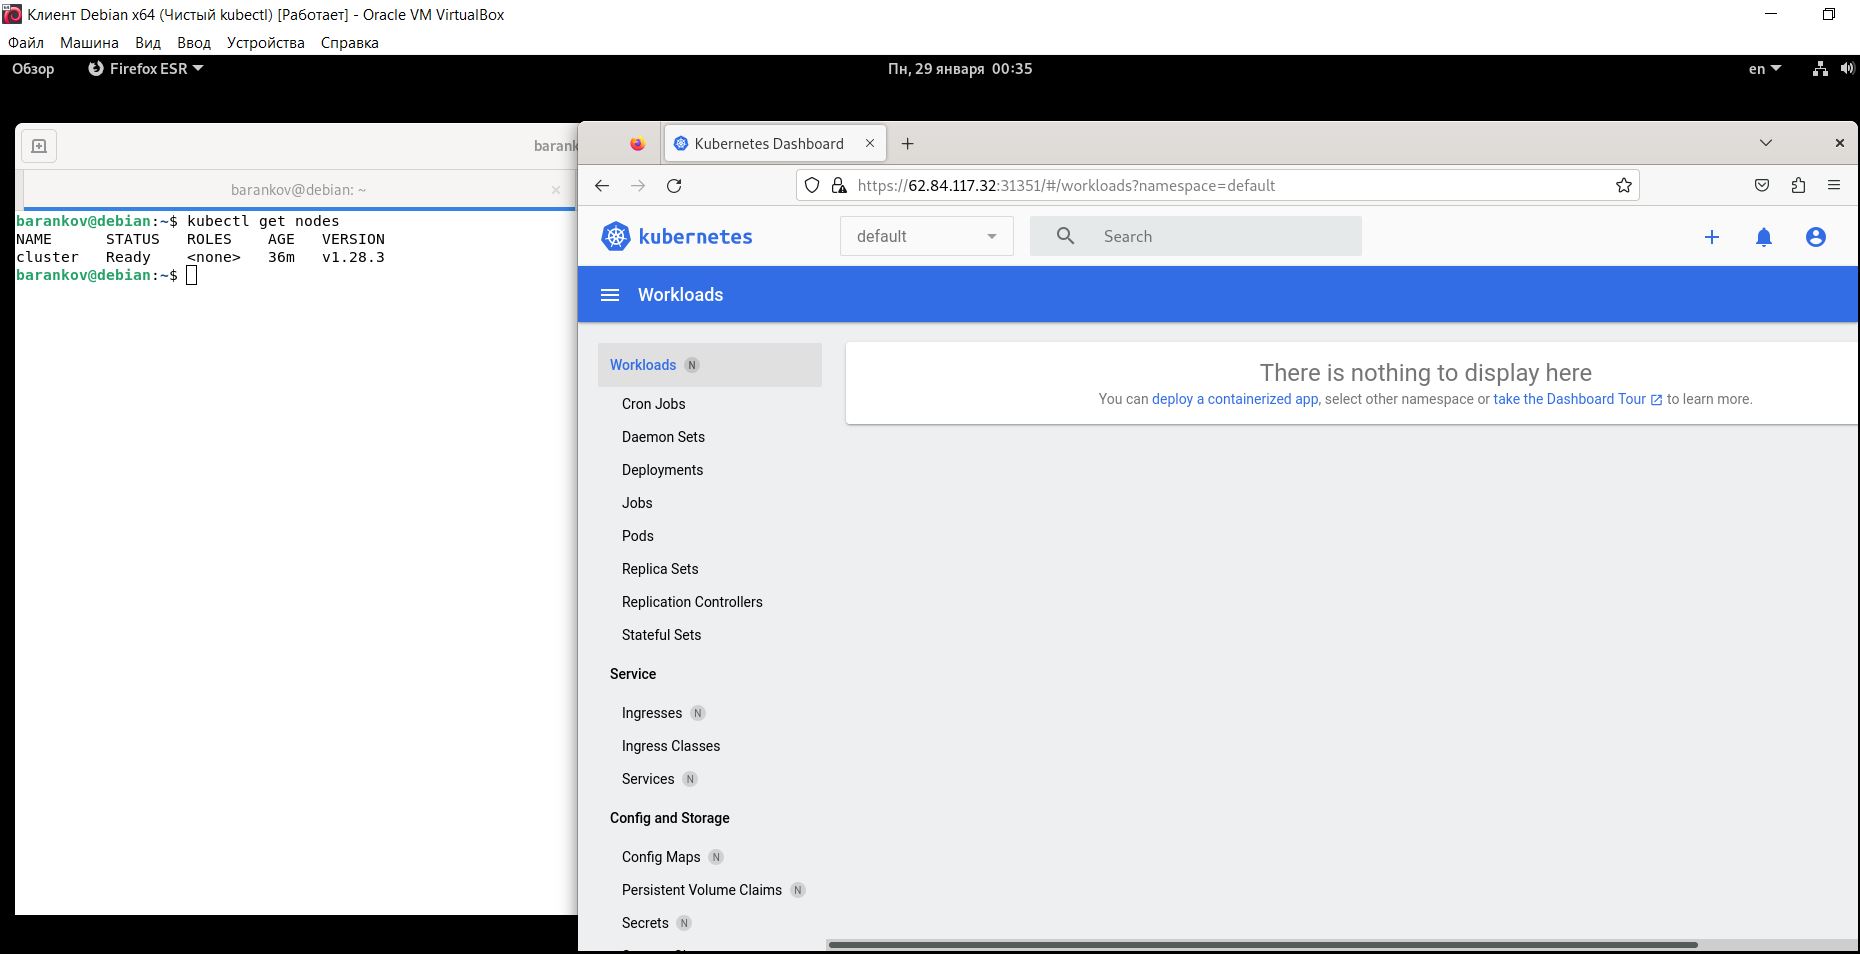 Клиент Debian x64 (Чистый kubectl) [Работает] - Oracle VM VirtualBox
Файл Машина Вид Ввод Устройства Справка
Обзор Firefox ESR Пн, 29 января 00:35 en
barank
barankov@debian: ~
barankov@debian:~$ kubectl get nodes
NAME STATUS ROLES AGE VERSION
cluster Ready <none> 36m v1.28.3
barankov@debian:~$
Kubernetes Dashboard
https://62.84.117.32:31351/#/workloads?namespace=default
kubernetes default Search
Workloads
Workloads N
Cron Jobs
Daemon Sets
Deployments
Jobs
Pods
Replica Sets
Replication Controllers
Stateful Sets
Service
Ingresses N
Ingress Classes
Services N
Config and Storage
Config Maps N
Persistent Volume Claims N
Secrets N
There is nothing to display here
You can deploy a containerized app, select other namespace or take the Dashboard Tour to learn more.